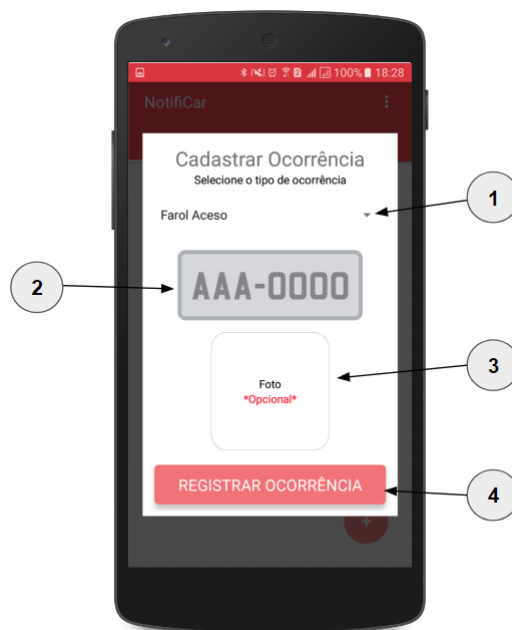 100% 18:28
NotifiCar
Cadastrar Ocorrência
Selecione o tipo de ocorrência
Farol Aceso
1
AAA-0000
2
Foto
*Opcional*
3
REGISTRAR OCORRÊNCIA
4
+